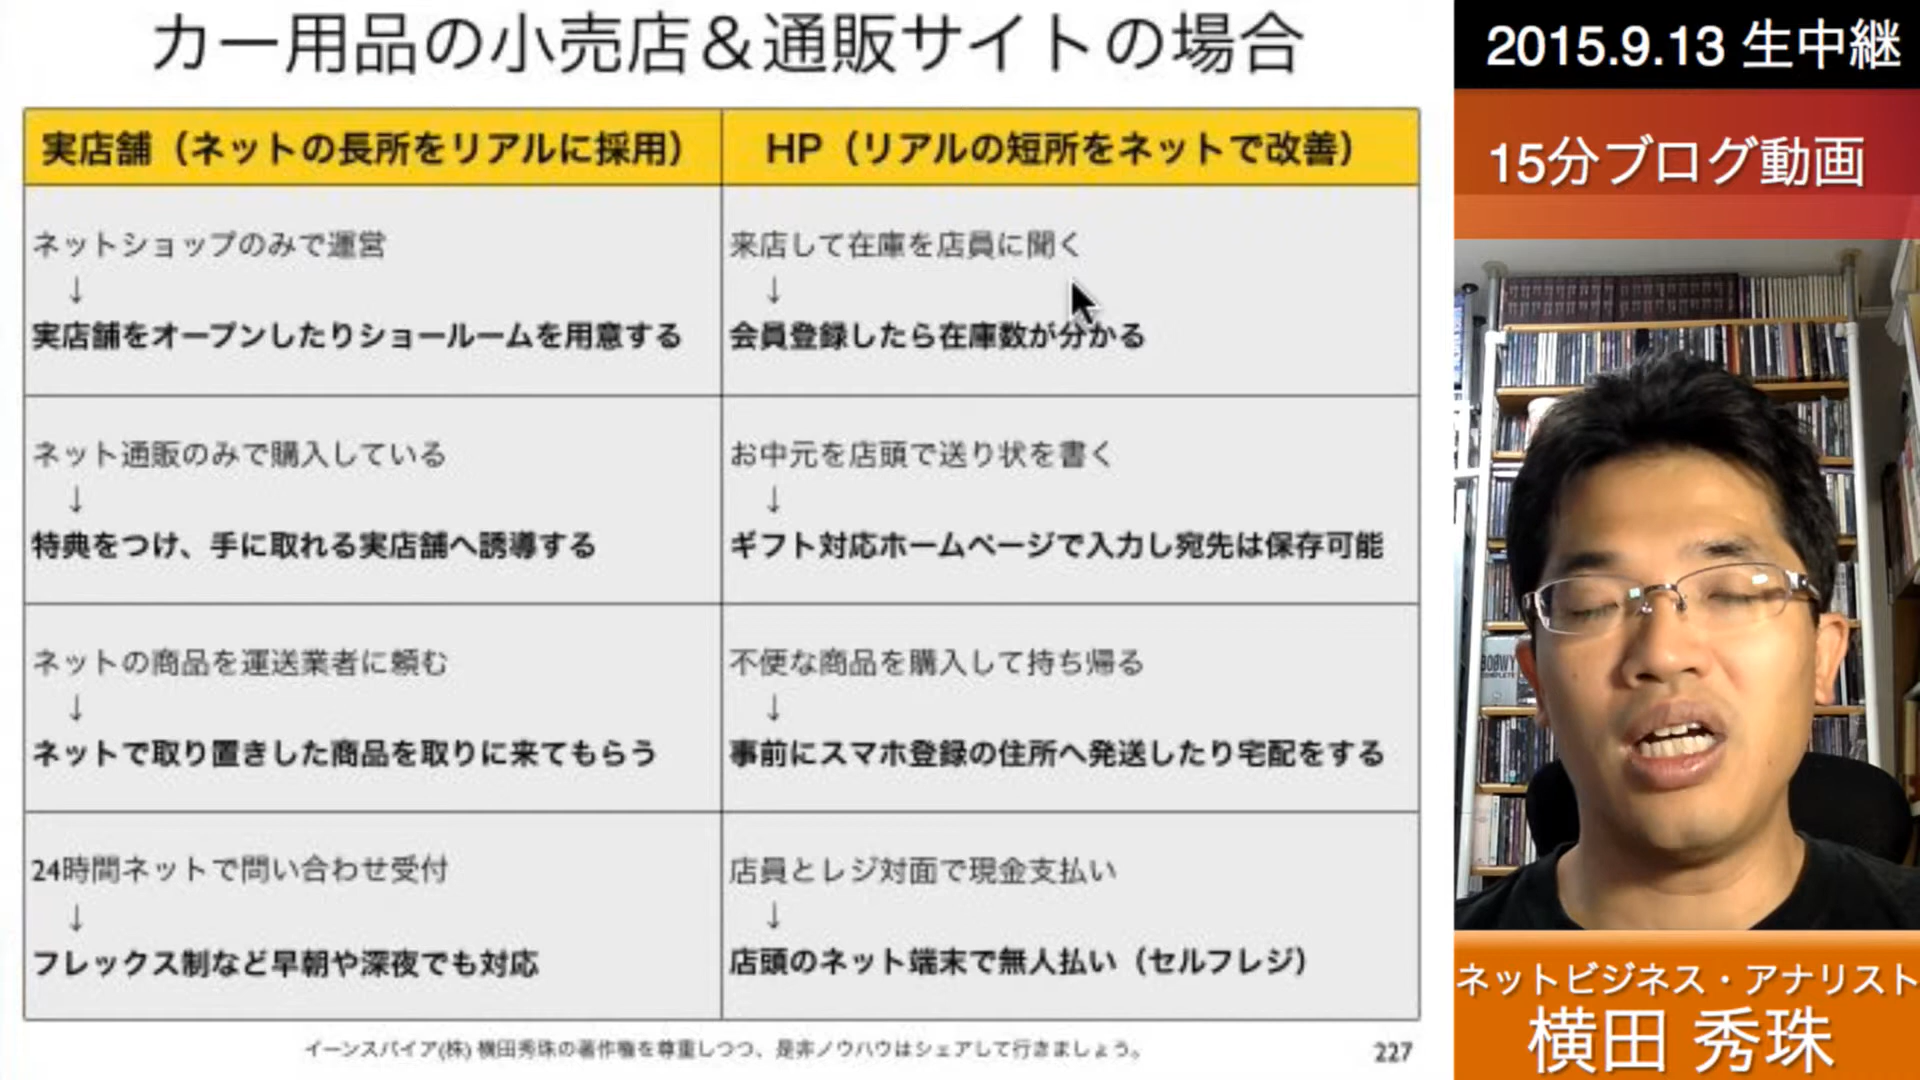 カー用品の小売店＆通販サイトの場合
実店舗（ネットの長所をリアルに採用）
HP（リアルの短所をネットで改善）
ネットショップのみで運営
↓
実店舗をオープンしたりショールームを用意する
来店して在庫を店員に聞く
↓
会員登録したら在庫数が分かる
ネット通販のみで購入している
↓
特典をつけ、手に取れる実店舗へ誘導する
お中元を店頭で送り状を書く
↓
ギフト対応ホームページで入力し宛先は保存可能
ネットの商品を運送業者に頼む
↓
ネットで取り置きした商品を取りに来てもらう
不便な商品を購入して持ち帰る
↓
事前にスマホ登録の住所へ発送したり宅配をする
24時間ネットで問い合わせ受付
↓
フレックス制など早朝や深夜でも対応
店員とレジ対面で現金支払い
↓
店頭のネット端末で無人払い（セルフレジ）
イーンスパイア(株) 横田秀珠の著作権を尊重しつつ、是非ノウハウはシェアして行きましょう。
227
2015.9.13 生中継
15分ブログ動画
BOØWY
COMPLETE
ネットビジネス・アナリスト
横田 秀珠